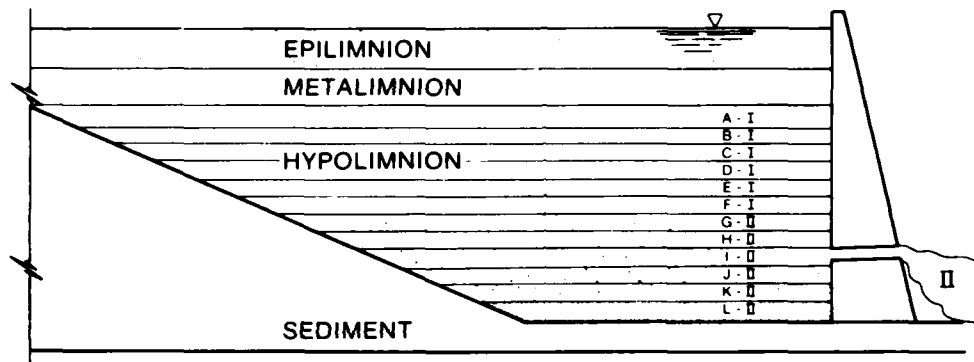 EPILIMNION
METALIMNION
A - I
B - I
C - I
HYPOLIMNION
D - I
E - I
F - I
G - II
H - II
I - II
J - II
II
K - II
L - II
SEDIMENT